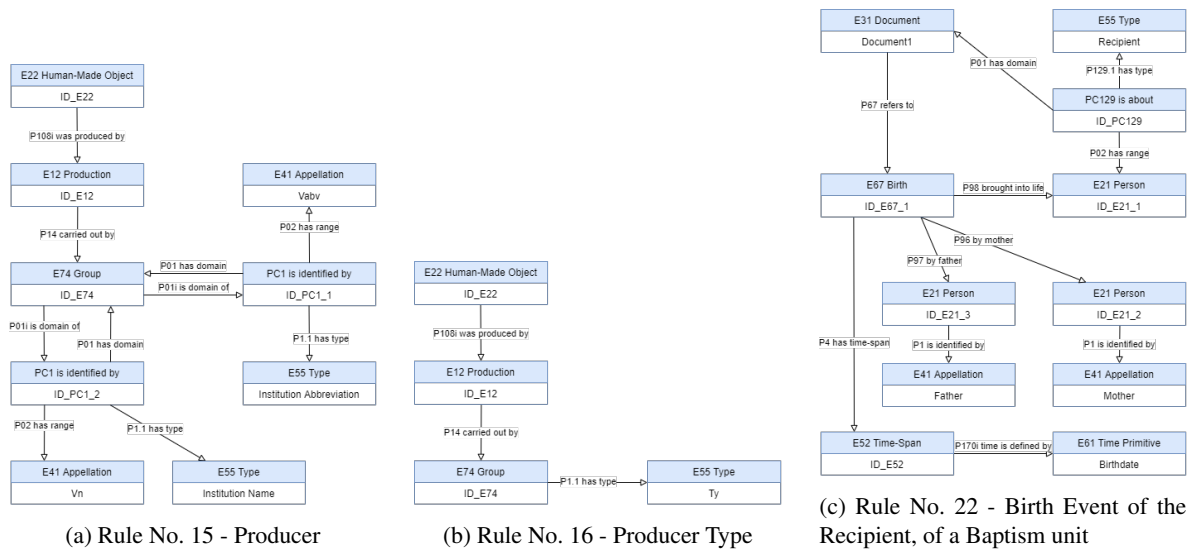 E22 Human-Made Object
ID_E22
P108i was produced by
E12 Production
ID_E12
P14 carried out by
E41 Appellation
Vabv
P02 has range
E74 Group
ID_E74
P01 has domain
P01i is domain of
PC1 is identified by
ID_PC1_1
P01i is domain of
P01 has domain
P1.1 has type
PC1 is identified by
ID_PC1_2
E55 Type
Institution Abbreviation
P02 has range
P1.1 has type
E41 Appellation
Vn
E55 Type
Institution Name
(a) Rule No. 15 - Producer
E22 Human-Made Object
ID_E22
P108i was produced by
E12 Production
ID_E12
P14 carried out by
E74 Group
ID_E74
P1.1 has type
E55 Type
Ty
(b) Rule No. 16 - Producer Type
E31 Document
Document1
E55 Type
Recipient
P01 has domain
P129.1 has type
P67 refers to
PC129 is about
ID_PC129
P02 has range
E67 Birth
ID_E67_1
P98 brought into life
E21 Person
ID_E21_1
P96 by mother
P97 by father
E21 Person
ID_E21_3
E21 Person
ID_E21_2
P4 has time-span
P1 is identified by
P1 is identified by
E41 Appellation
Father
E41 Appellation
Mother
E52 Time-Span
ID_E52
P170i time is defined by
E61 Time Primitive
Birthdate
(c) Rule No. 22 - Birth Event of the
Recipient, of a Baptism unit